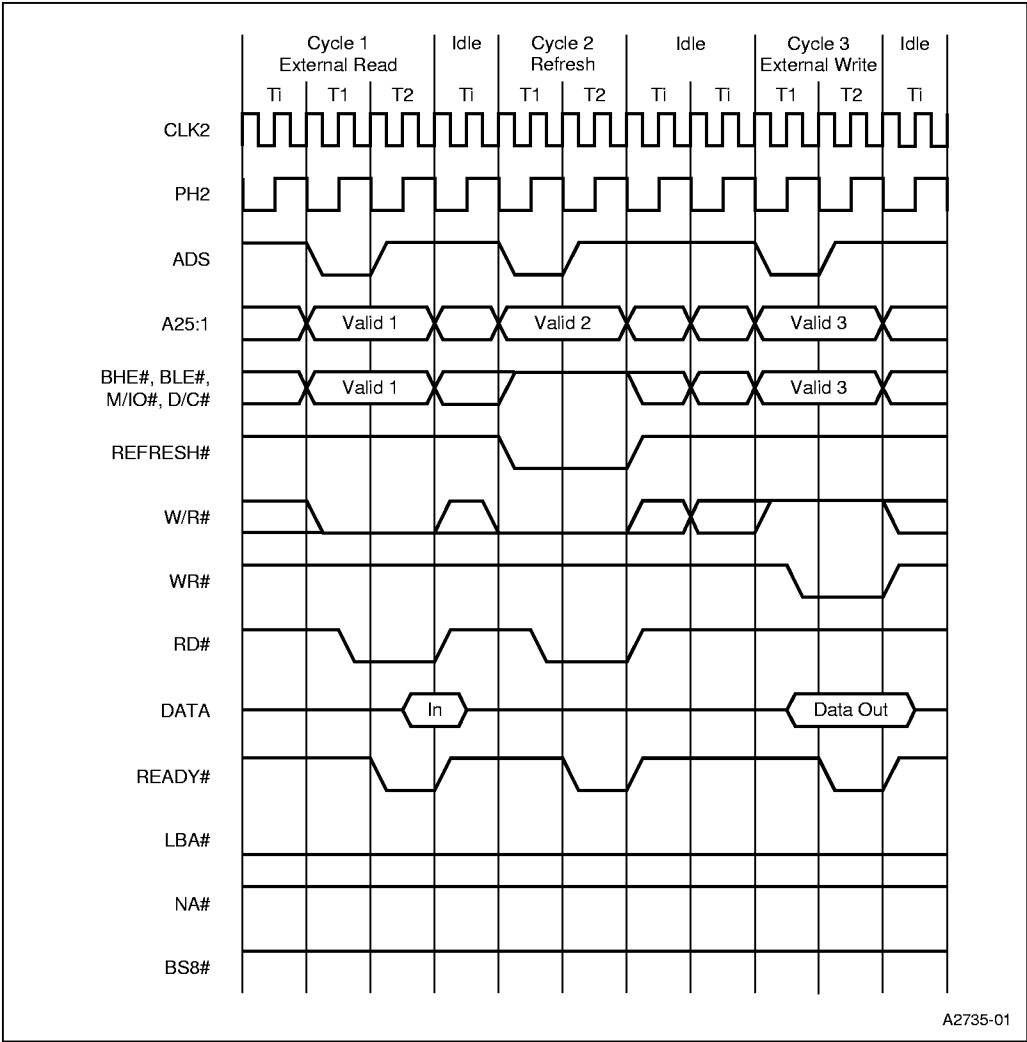 Cycle 1
External Read
Idle
Cycle 2
Refresh
Idle
Cycle 3
External Write
Idle
Ti T1 T2 Ti T1 T2 Ti Ti T1 T2 Ti
CLK2
PH2
ADS
A25:1 Valid 1 Valid 2 Valid 3
BHE#, BLE#,
M/IO#, D/C# Valid 1 Valid 3
REFRESH#
W/R#
WR#
RD#
DATA In Data Out
READY#
LBA#
NA#
BS8#
A2735-01